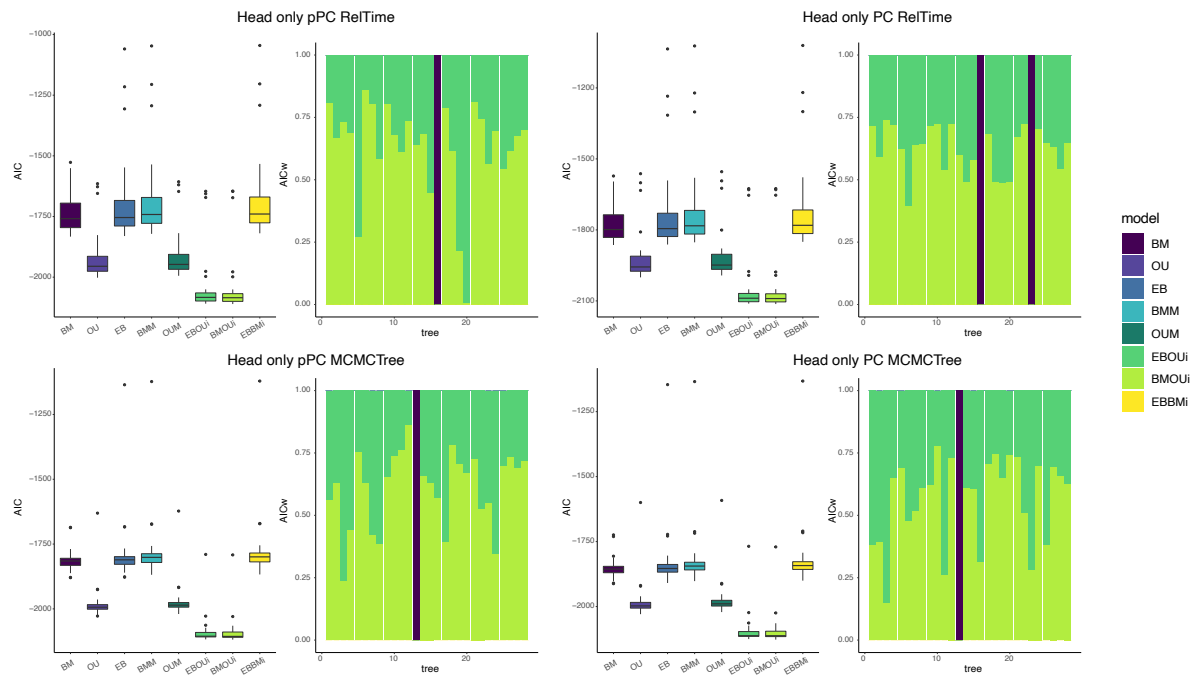 Head only pPC RelTime
AIC
−1000
−1250
−1500
−1750
−2000
BM OU EB BMM OUM EBOUi BMOUi EBBMi
AICw
1.00
0.75
0.50
0.25
0.00
0 10 20
tree
Head only PC RelTime
AIC
−1200
−1500
−1800
−2100
BM OU EB BMM OUM EBOUi BMOUi EBBMi
AICw
1.00
0.75
0.50
0.25
0.00
0 10 20
tree
Head only pPC MCMCTree
AIC
−1250
−1500
−1750
−2000
BM OU EB BMM OUM EBOUi BMOUi EBBMi
AICw
1.00
0.75
0.50
0.25
0.00
0 10 20
tree
Head only PC MCMCTree
AIC
−1250
−1500
−1750
−2000
BM OU EB BMM OUM EBOUi BMOUi EBBMi
AICw
1.00
0.75
0.50
0.25
0.00
0 10 20
tree
model
BM
OU
EB
BMM
OUM
EBOUi
BMOUi
EBBMi